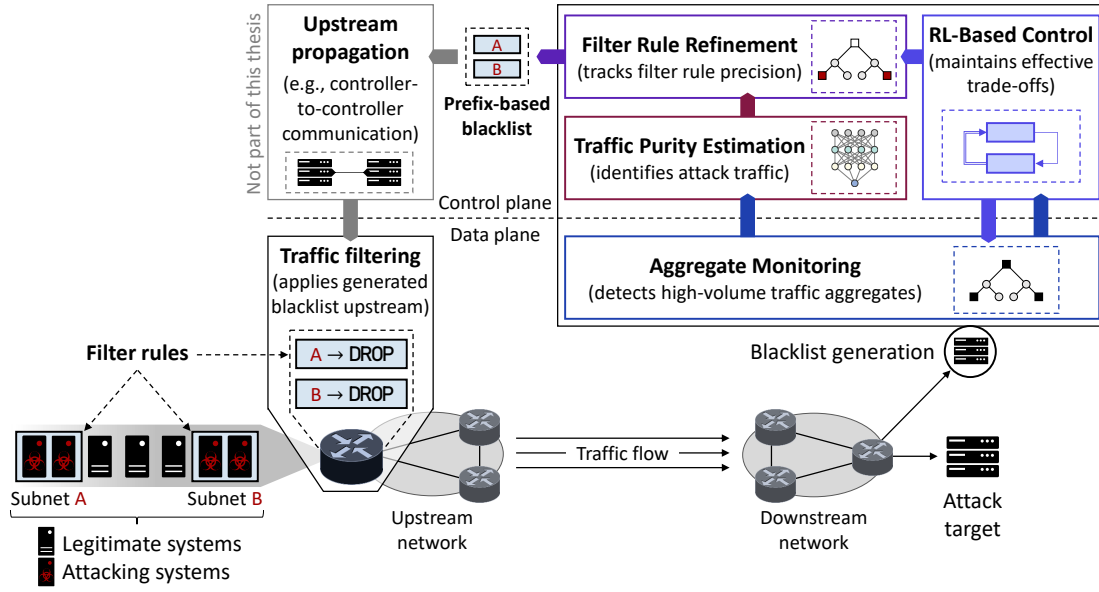 Not part of this thesis
Upstream
propagation
(e.g., controller-
to-controller
communication)
A
B
Prefix-based
blacklist
Filter Rule Refinement
(tracks filter rule precision)
RL-Based Control
(maintains effective
trade-offs)
Traffic Purity Estimation
(identifies attack traffic)
Control plane
Data plane
Traffic filtering
(applies generated
blacklist upstream)
Aggregate Monitoring
(detects high-volume traffic aggregates)
Filter rules
A → DROP
B → DROP
Blacklist generation
Traffic flow
Subnet A
Subnet B
Upstream
network
Downstream
network
Attack
target
Legitimate systems
Attacking systems